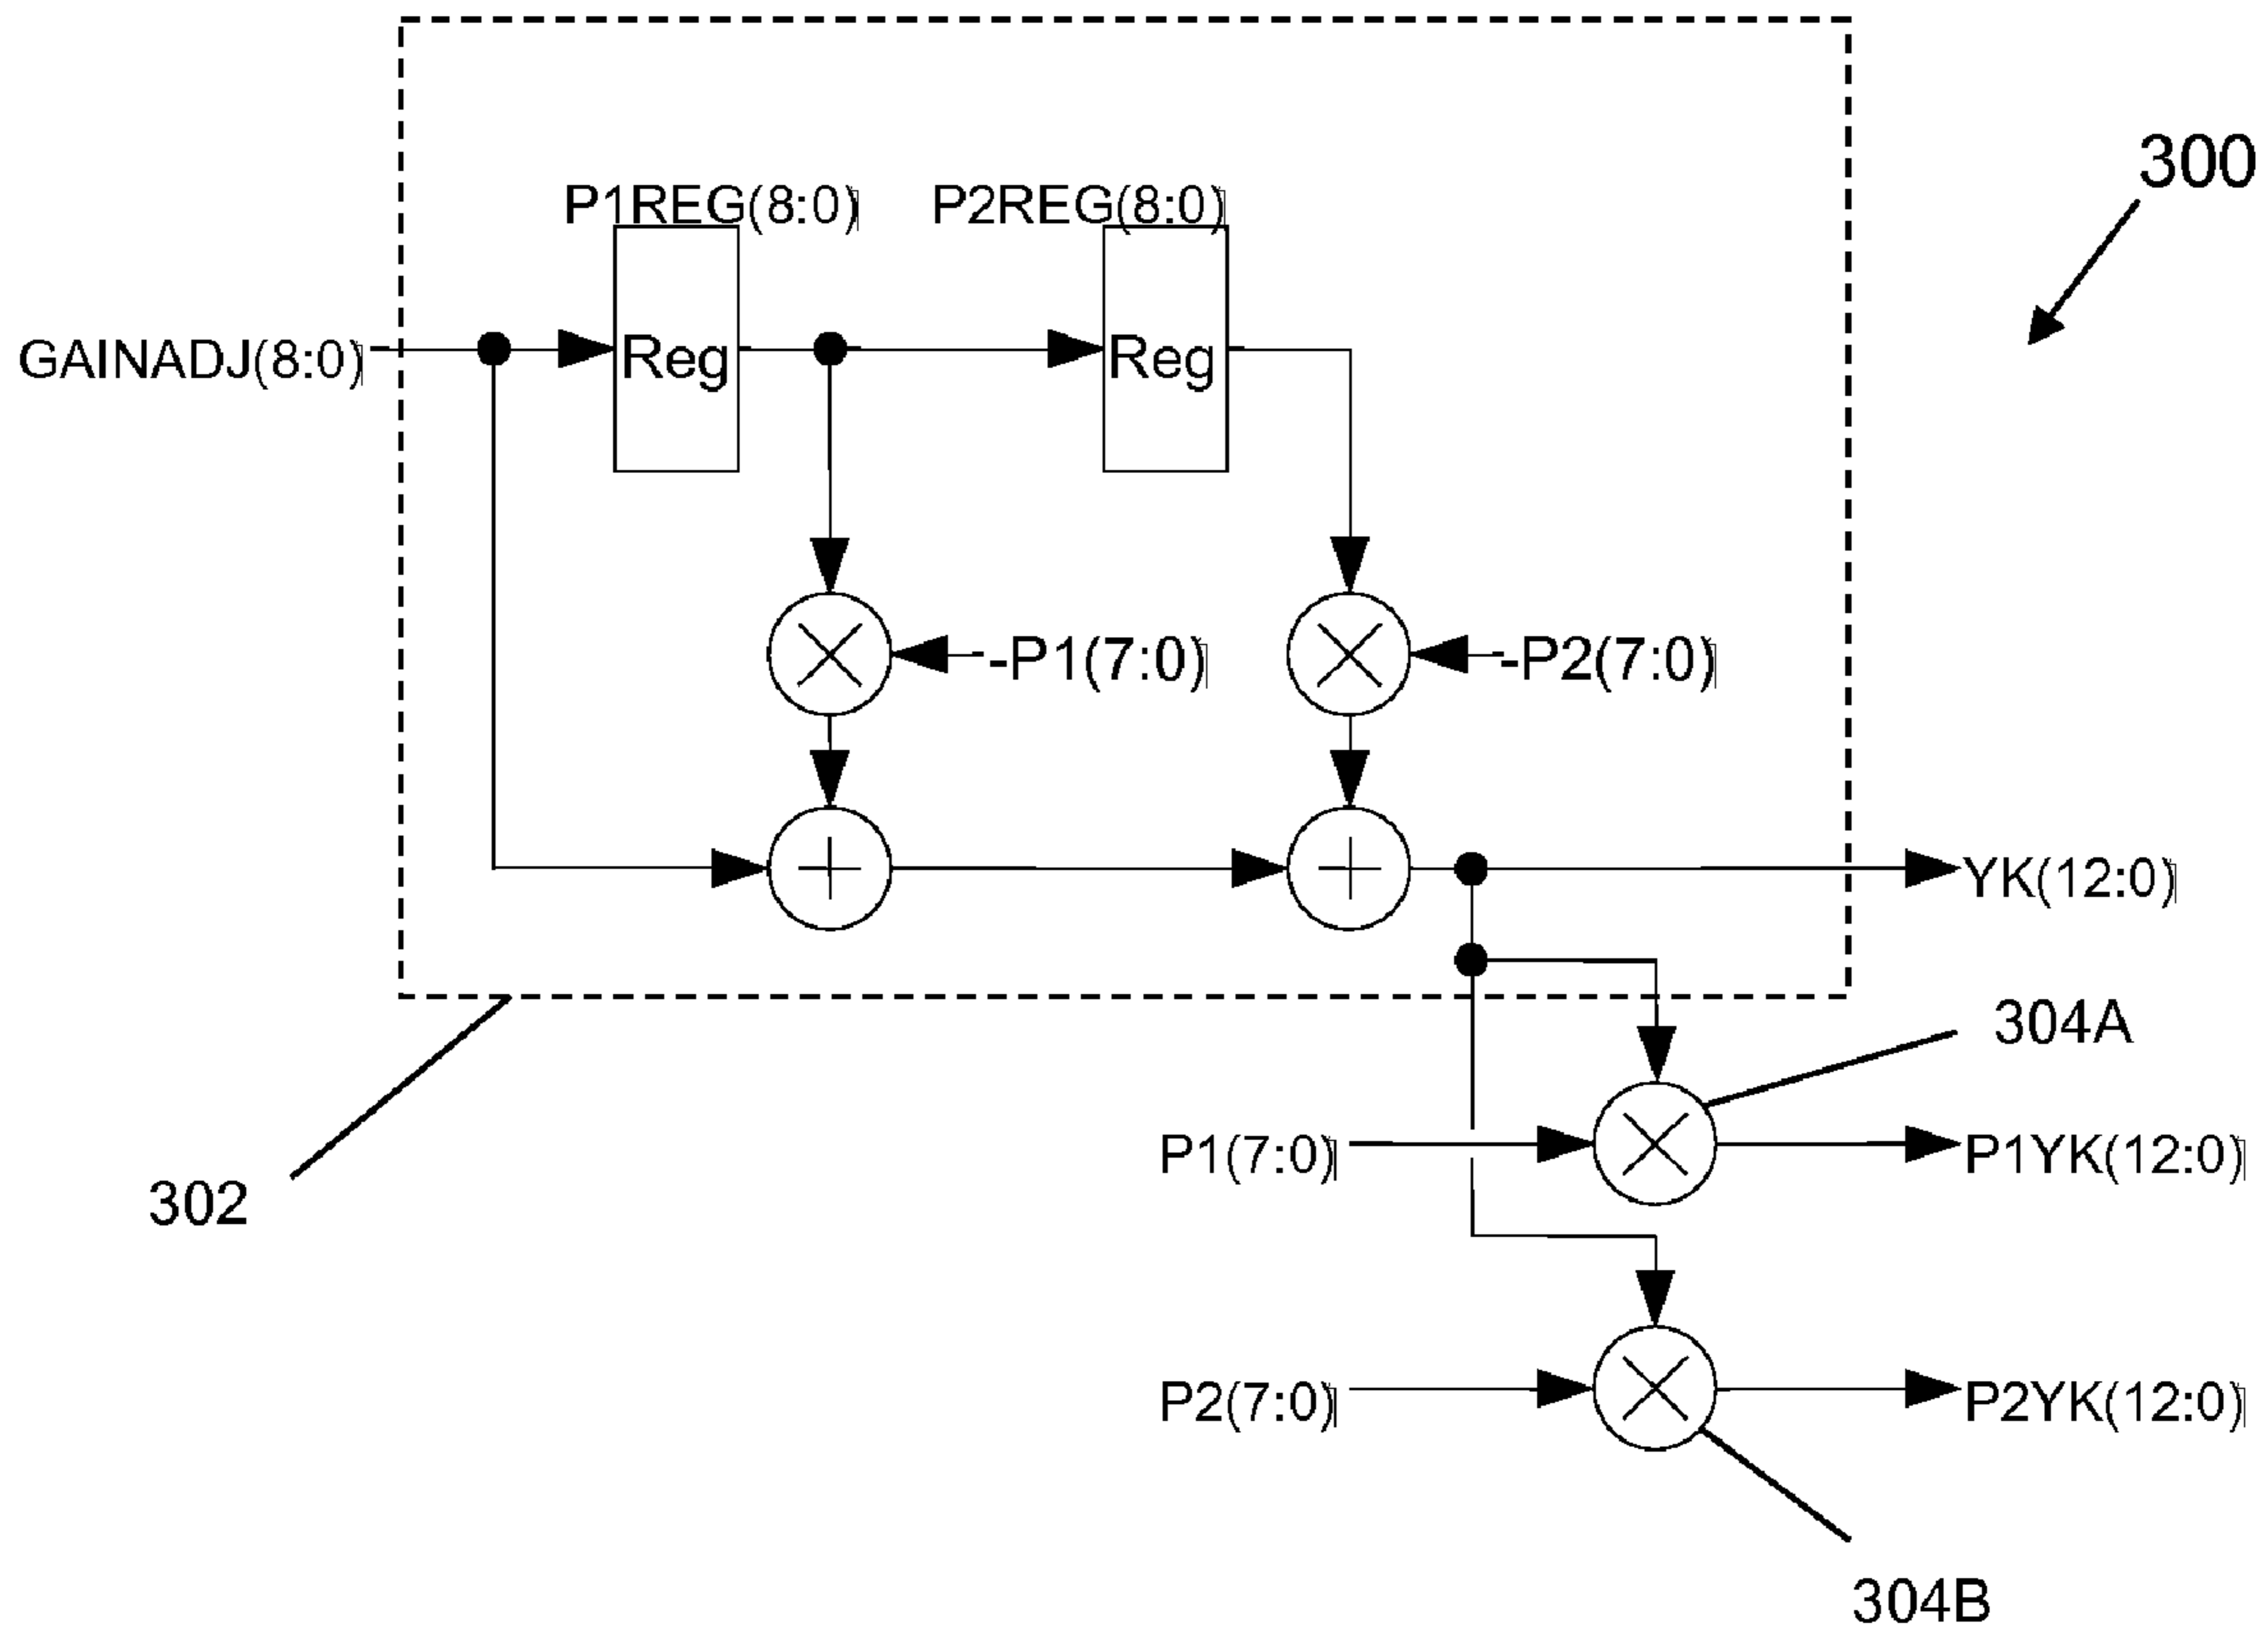 300
P1REG(8:0)
P2REG(8:0)
GAINADJ(8:0)
Reg
Reg
-P1(7:0)
-P2(7:0)
YK(12:0)
304A
P1(7:0)
P1YK(12:0)
302
P2(7:0)
P2YK(12:0)
304B